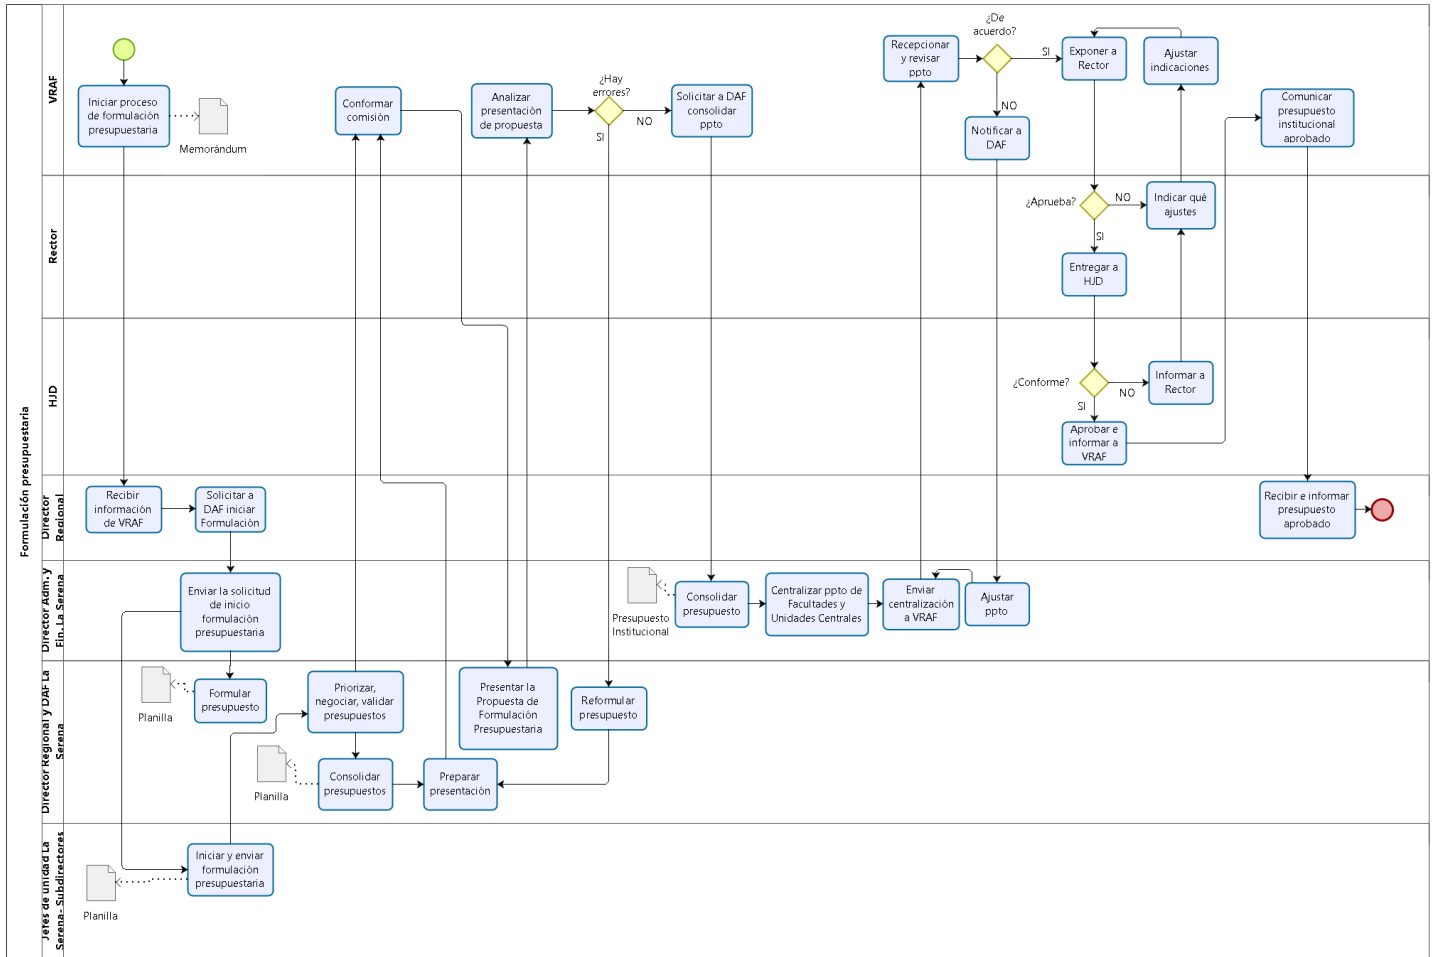 Formulación presupuestaria
VRAF
Iniciar proceso
de formulación
presupuestaria
Memorándum
Conformar
comisión
Analizar
presentación
de propuesta
¿Hay
errores?
SI
NO
Solicitar a DAF
consolidar
ppto
Recepcionar
y revisar
ppto
¿De
acuerdo?
SI
NO
Notificar a
DAF
Exponer a
Rector
Ajustar
indicaciones
Comunicar
presupuesto
institucional
aprobado
Rector
¿Aprueba?
NO
SI
Indicar qué
ajustes
Entregar a
HJD
HJD
¿Conforme?
NO
SI
Informar a
Rector
Aprobar e
informar a
VRAF
Director
Regional
Recibir
información
de VRAF
Solicitar a
DAF iniciar
Formulación
Recibir e informar
presupuesto
aprobado
Director Adm. y
Fin. La Serena
Enviar la solicitud
de inicio
formulación
presupuestaria
Presupuesto
Institucional
Consolidar
presupuesto
Centralizar ppto de
Facultades y
Unidades Centrales
Enviar
centralización
a VRAF
Ajustar
ppto
Director Regional y DAF La
Serena
Planilla
Formular
presupuesto
Priorizar,
negociar, validar
presupuestos
Planilla
Consolidar
presupuestos
Preparar
presentación
Presentar la
Propuesta de
Formulación
Presupuestaria
Reformular
presupuesto
Jefes de unidad La
Serena- Subdirectores
Iniciar y enviar
formulación
presupuestaria
Planilla